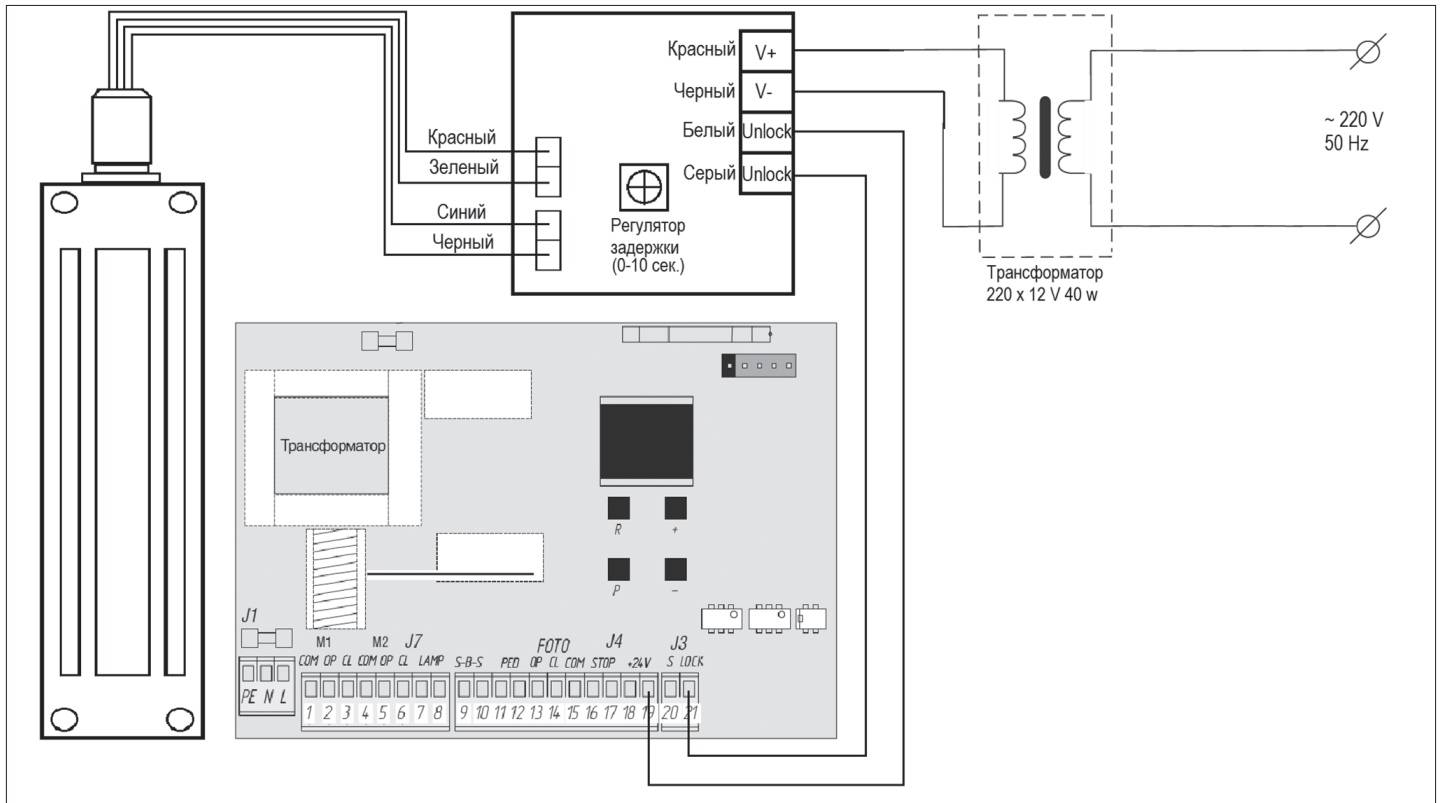 Красный V+
Черный V-
Белый Unlock
Серый Unlock
Красный
Зеленый
Синий
Черный
Регулятор
задержки
(0-10 сек.)
~ 220 V
50 Hz
Трансформатор
220 x 12 V 40 w
Трансформатор
R +
P -
J1
M1 M2 J7 FOTO J4 J3
COM OP CL COM OP CL LAMP S-B-S PED OP CL COM STOP +24V S LOCK
PE N L
1 2 3 4 5 6 7 8 9 10 11 12 13 14 15 16 17 18 19 20 21